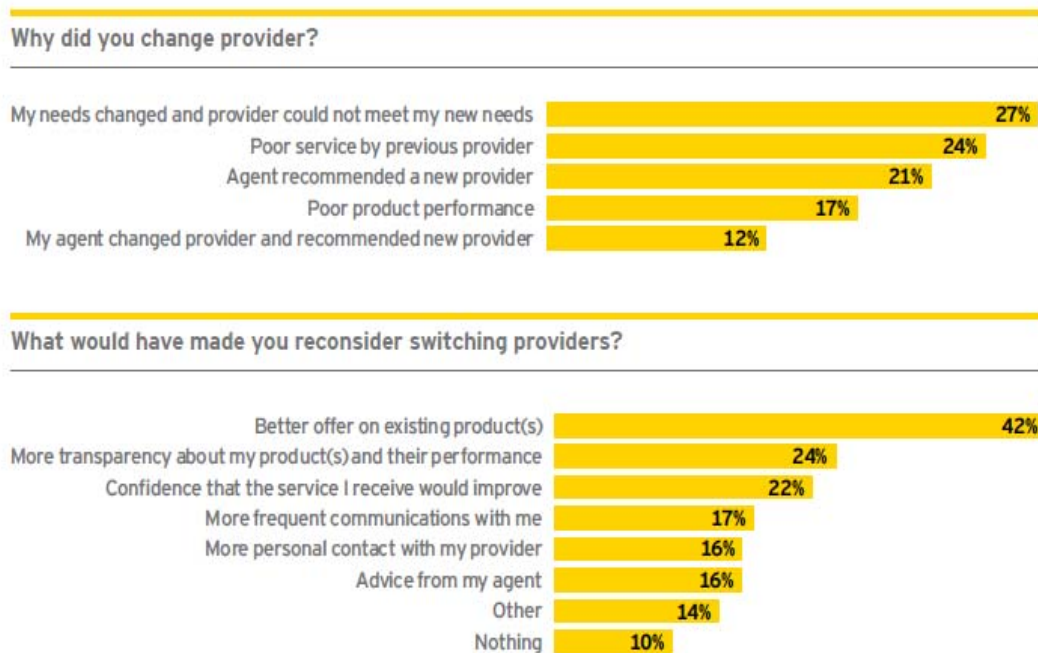 Why did you change provider?
My needs changed and provider could not meet my new needs 27%
Poor service by previous provider 24%
Agent recommended a new provider 21%
Poor product performance 17%
My agent changed provider and recommended new provider 12%
What would have made you reconsider switching providers?
Better offer on existing product(s) 42%
More transparency about my product(s) and their performance 24%
Confidence that the service I receive would improve 22%
More frequent communications with me 17%
More personal contact with my provider 16%
Advice from my agent 16%
Other 14%
Nothing 10%